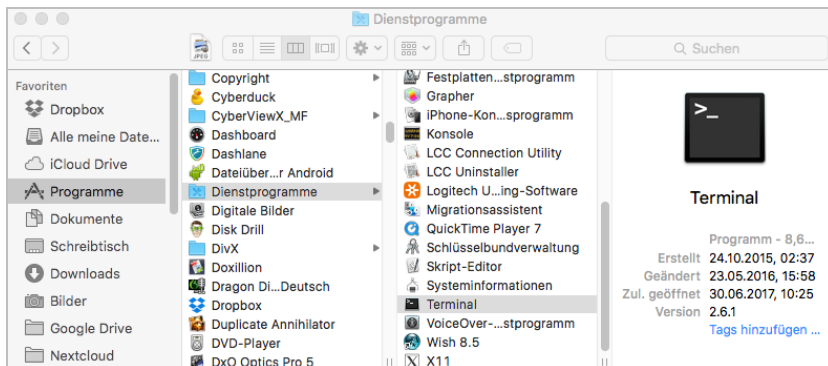 Dienstprogramme
JPEG
Suchen
Favoriten
Dropbox
Alle meine Date...
iCloud Drive
Programme
Dokumente
Schreibtisch
Downloads
Bilder
Google Drive
Nextcloud
Copyright
Cyberduck
CyberViewX_MF
Dashboard
Dashlane
Dateiüber...r Android
Dienstprogramme
Digitale Bilder
Disk Drill
DivX
Doxillion
Dragon Di...Deutsch
Dropbox
Duplicate Annihilator
DVD-Player
DxO Optics Pro 5
Festplatten...stprogramm
Grapher
iPhone-Kon...sprogramm
Konsole
LCC Connection Utility
LCC Uninstaller
Logitech U...ing-Software
Migrationsassistent
QuickTime Player 7
Schlüsselbundverwaltung
Skript-Editor
Systeminformationen
Terminal
VoiceOver-...stprogramm
Wish 8.5
X11
>_
Terminal
Programm - 8,6...
Erstellt 24.10.2015, 02:37
Geändert 23.05.2016, 15:58
Zul. geöffnet 30.06.2017, 10:25
Version 2.6.1
Tags hinzufügen ...